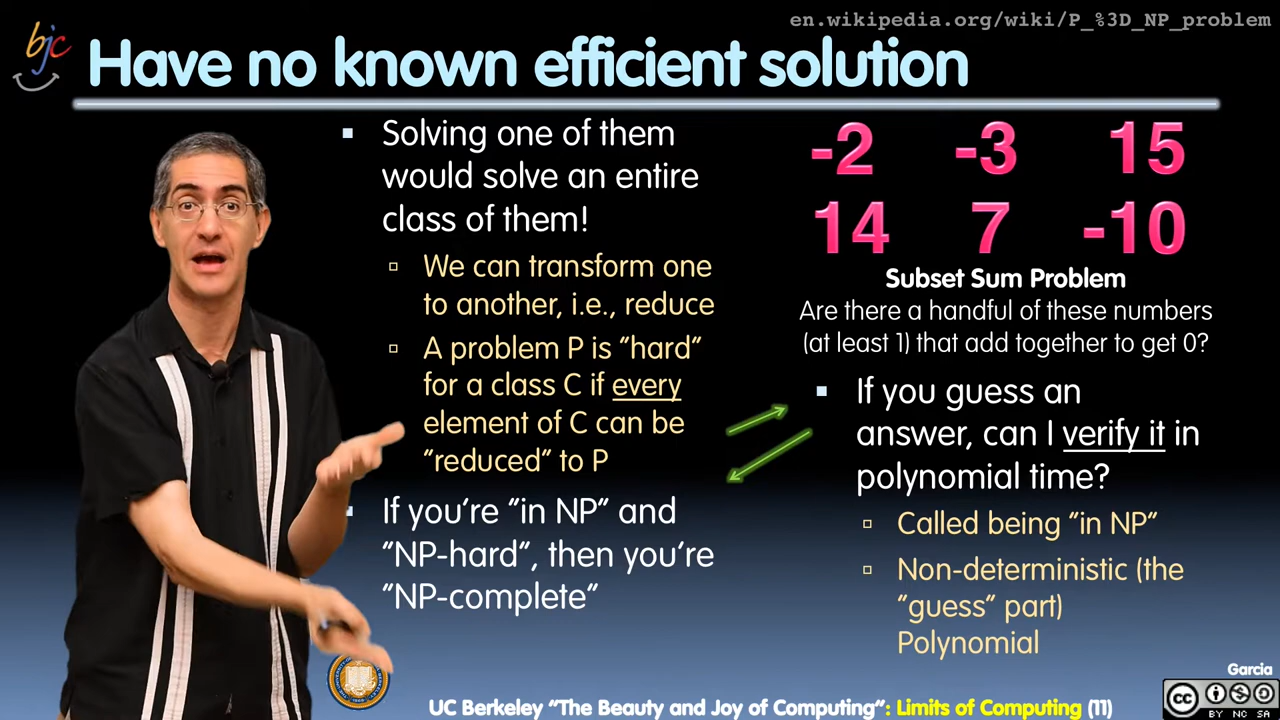 en.wikipedia.org/wiki/P_%3D_NP_problem
bjc
Have no known efficient solution
Solving one of them
would solve an entire
class of them!
We can transform one
to another, i.e., reduce
A problem P is "hard"
for a class C if every
element of C can be
"reduced" to P
If you're "in NP" and
"NP-hard", then you're
"NP-complete"
-2 -3 15
14 7 -10
Subset Sum Problem
Are there a handful of these numbers
(at least 1) that add together to get 0?
If you guess an
answer, can I verify it in
polynomial time?
Called being "in NP"
Non-deterministic (the
"guess" part)
Polynomial
Garcia
UC Berkeley "The Beauty and Joy of Computing": Limits of Computing (11)
cc
BY NC SA